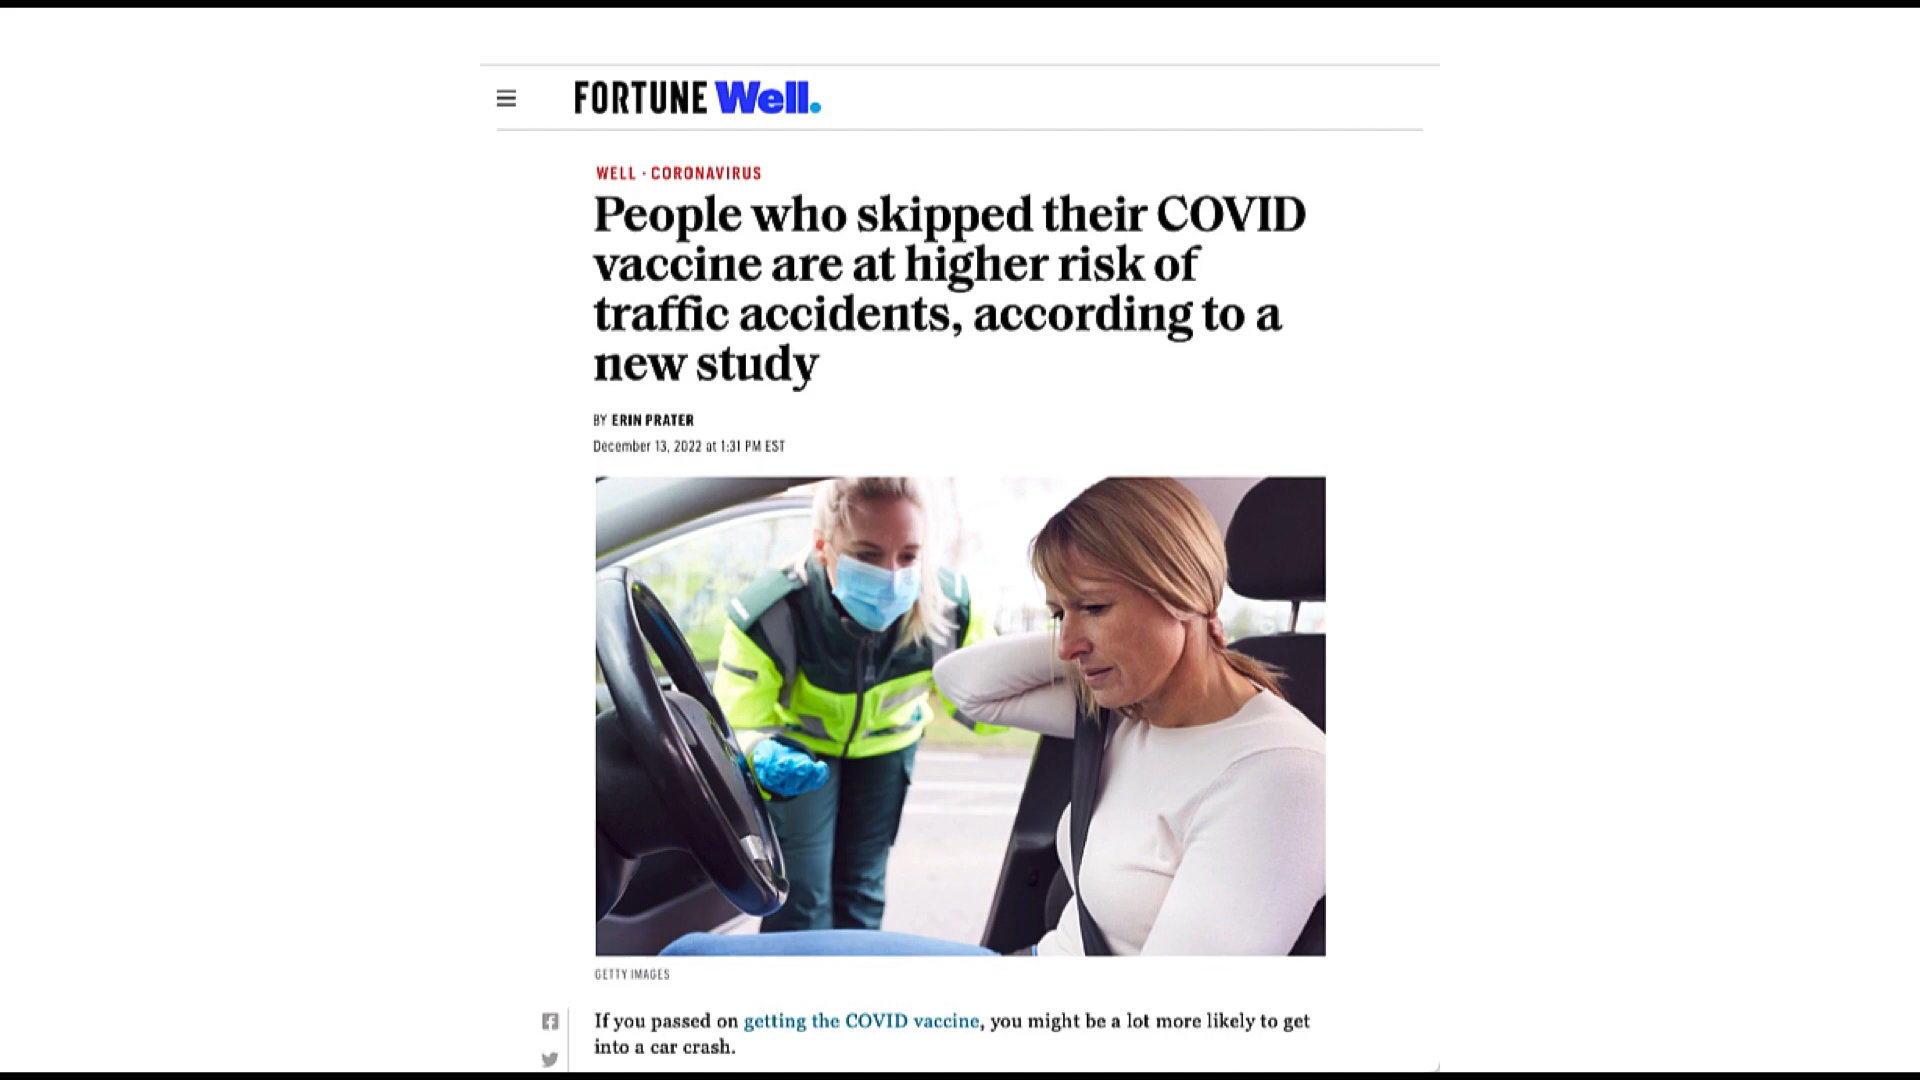 FORTUNE Well.
WELL · CORONAVIRUS
People who skipped their COVID
vaccine are at higher risk of
traffic accidents, according to a
new study
BY ERIN PRATER
December 13, 2022 at 1:31 PM EST
GETTY IMAGES
If you passed on getting the COVID vaccine, you might be a lot more likely to get
into a car crash.